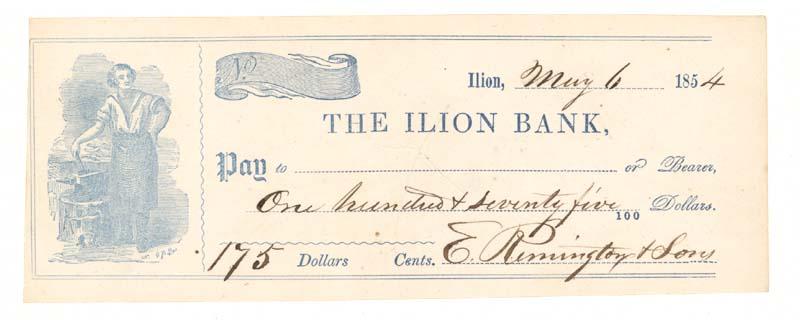 No.
Ilion, May 6 1854
THE ILION BANK,
Pay to or Bearer,
One hundred & seventy five 100 Dollars.
175 Dollars Cents. E. Remington & Sons